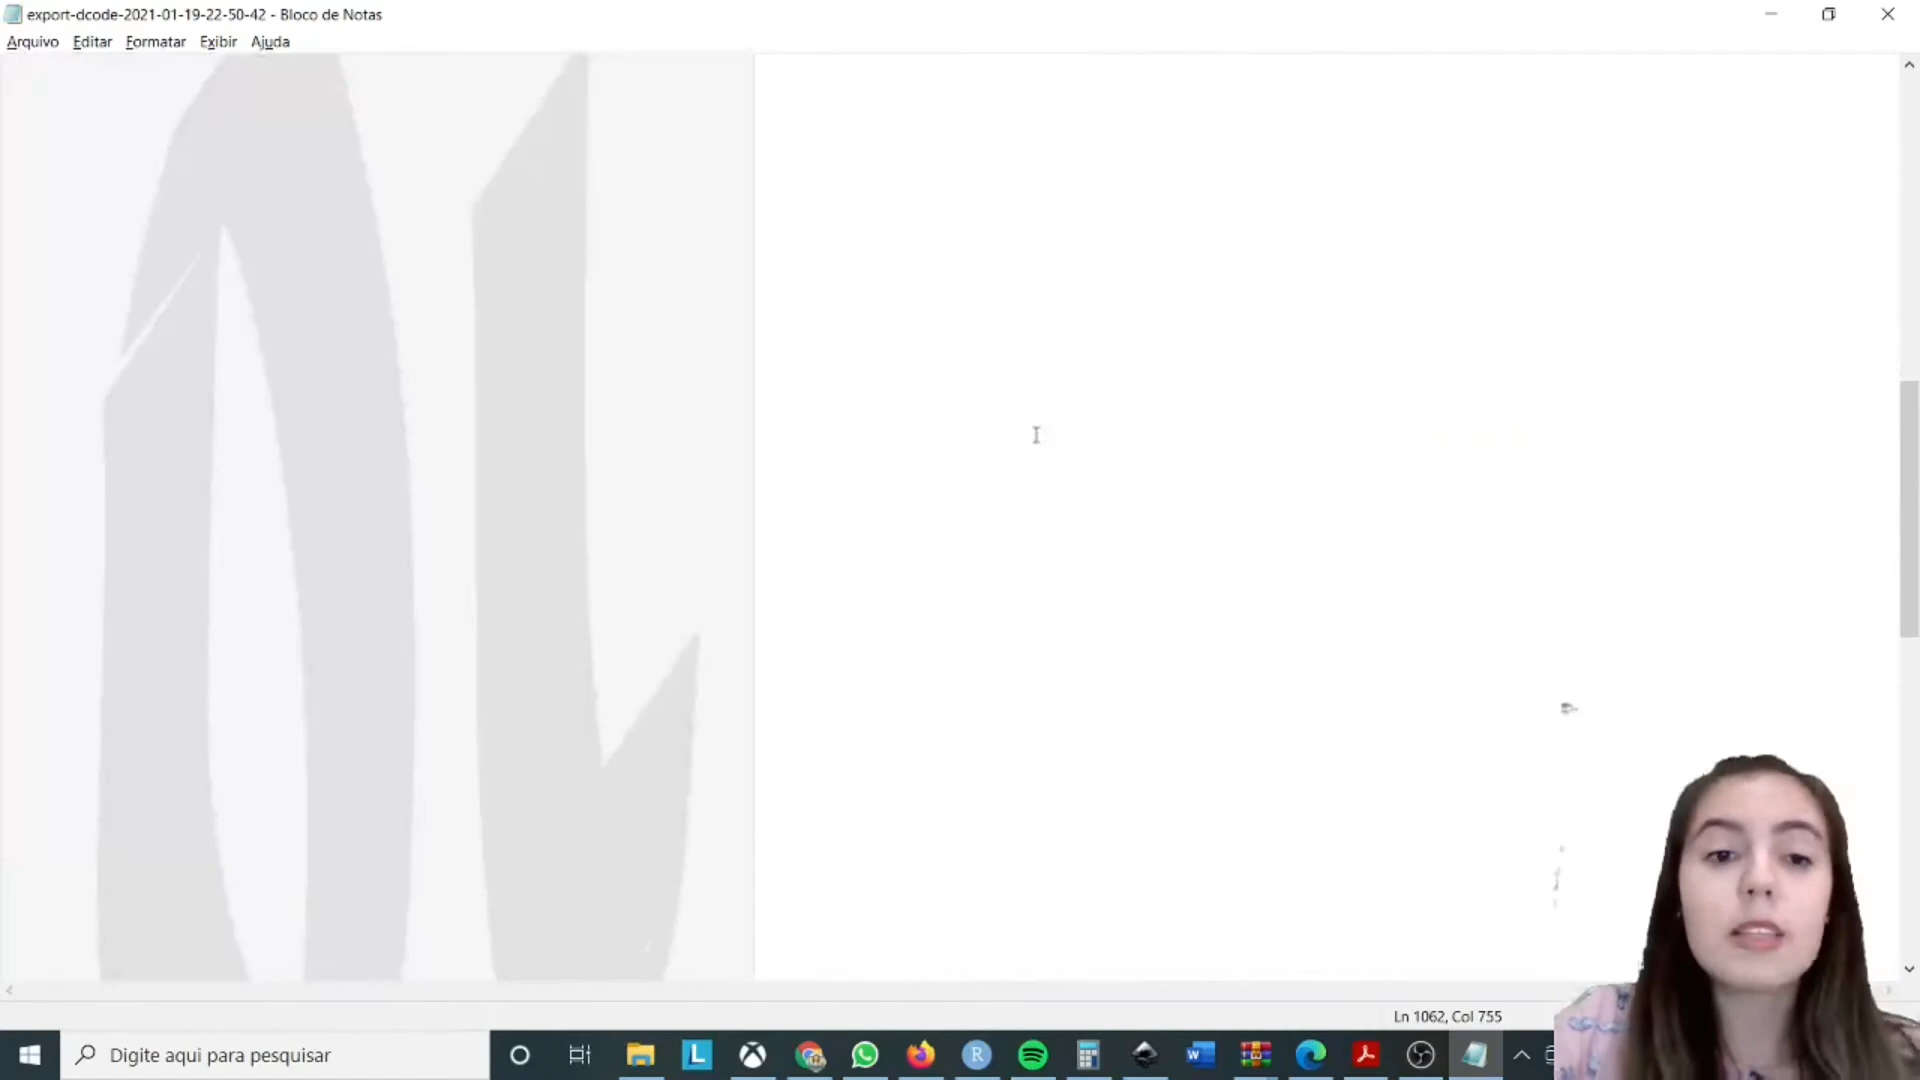 export-dcode-2021-01-19-22-50-42 - Bloco de Notas
Arquivo Editar Formatar Exibir Ajuda
Ln 1062, Col 755
Digite aqui para pesquisar